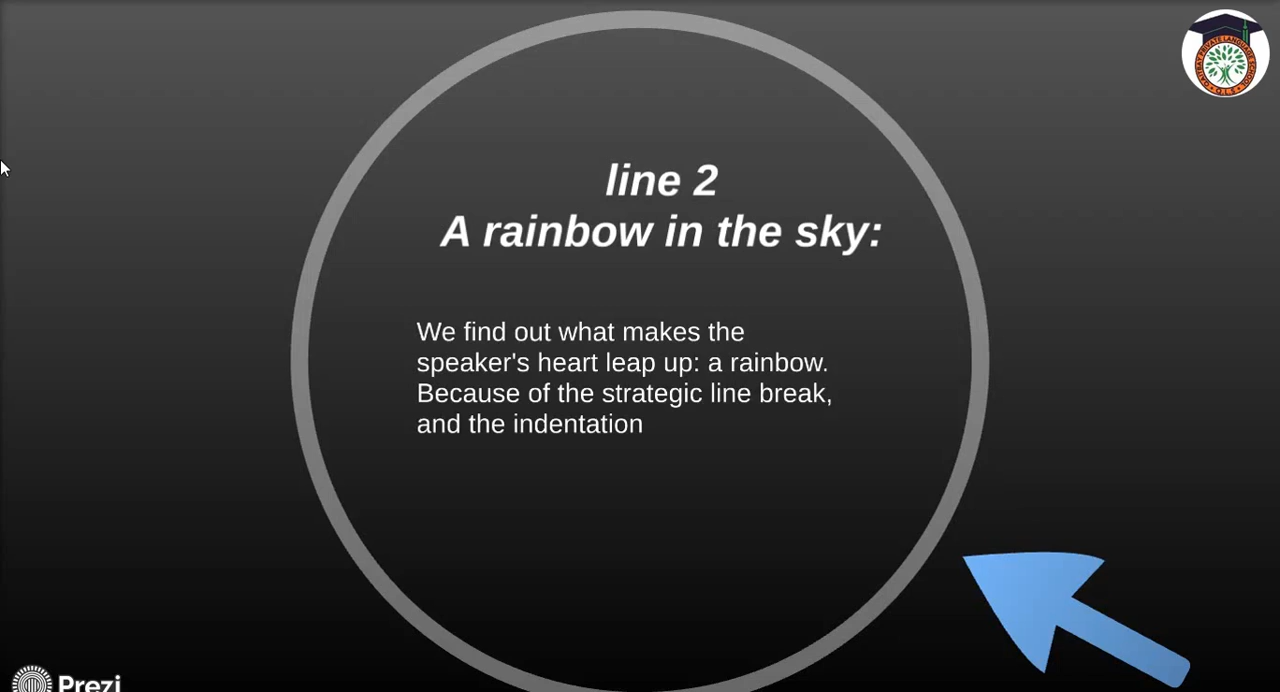 line 2
A rainbow in the sky:
We find out what makes the
speaker's heart leap up: a rainbow.
Because of the strategic line break,
and the indentation
Prezi